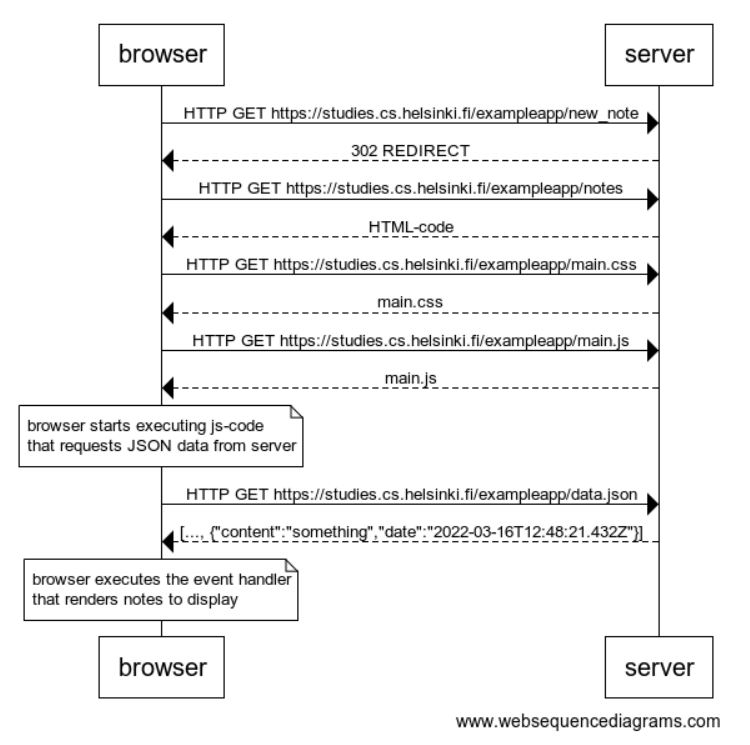 browser
server
HTTP GET https://studies.cs.helsinki.fi/exampleapp/new_note
302 REDIRECT
HTTP GET https://studies.cs.helsinki.fi/exampleapp/notes
HTML-code
HTTP GET https://studies.cs.helsinki.fi/exampleapp/main.css
main.css
HTTP GET https://studies.cs.helsinki.fi/exampleapp/main.js
main.js
browser starts executing js-code
that requests JSON data from server
HTTP GET https://studies.cs.helsinki.fi/exampleapp/data.json
[..., {"content":"something","date":"2022-03-16T12:48:21.432Z"}]
browser executes the event handler
that renders notes to display
browser
server
www.websequencediagrams.com